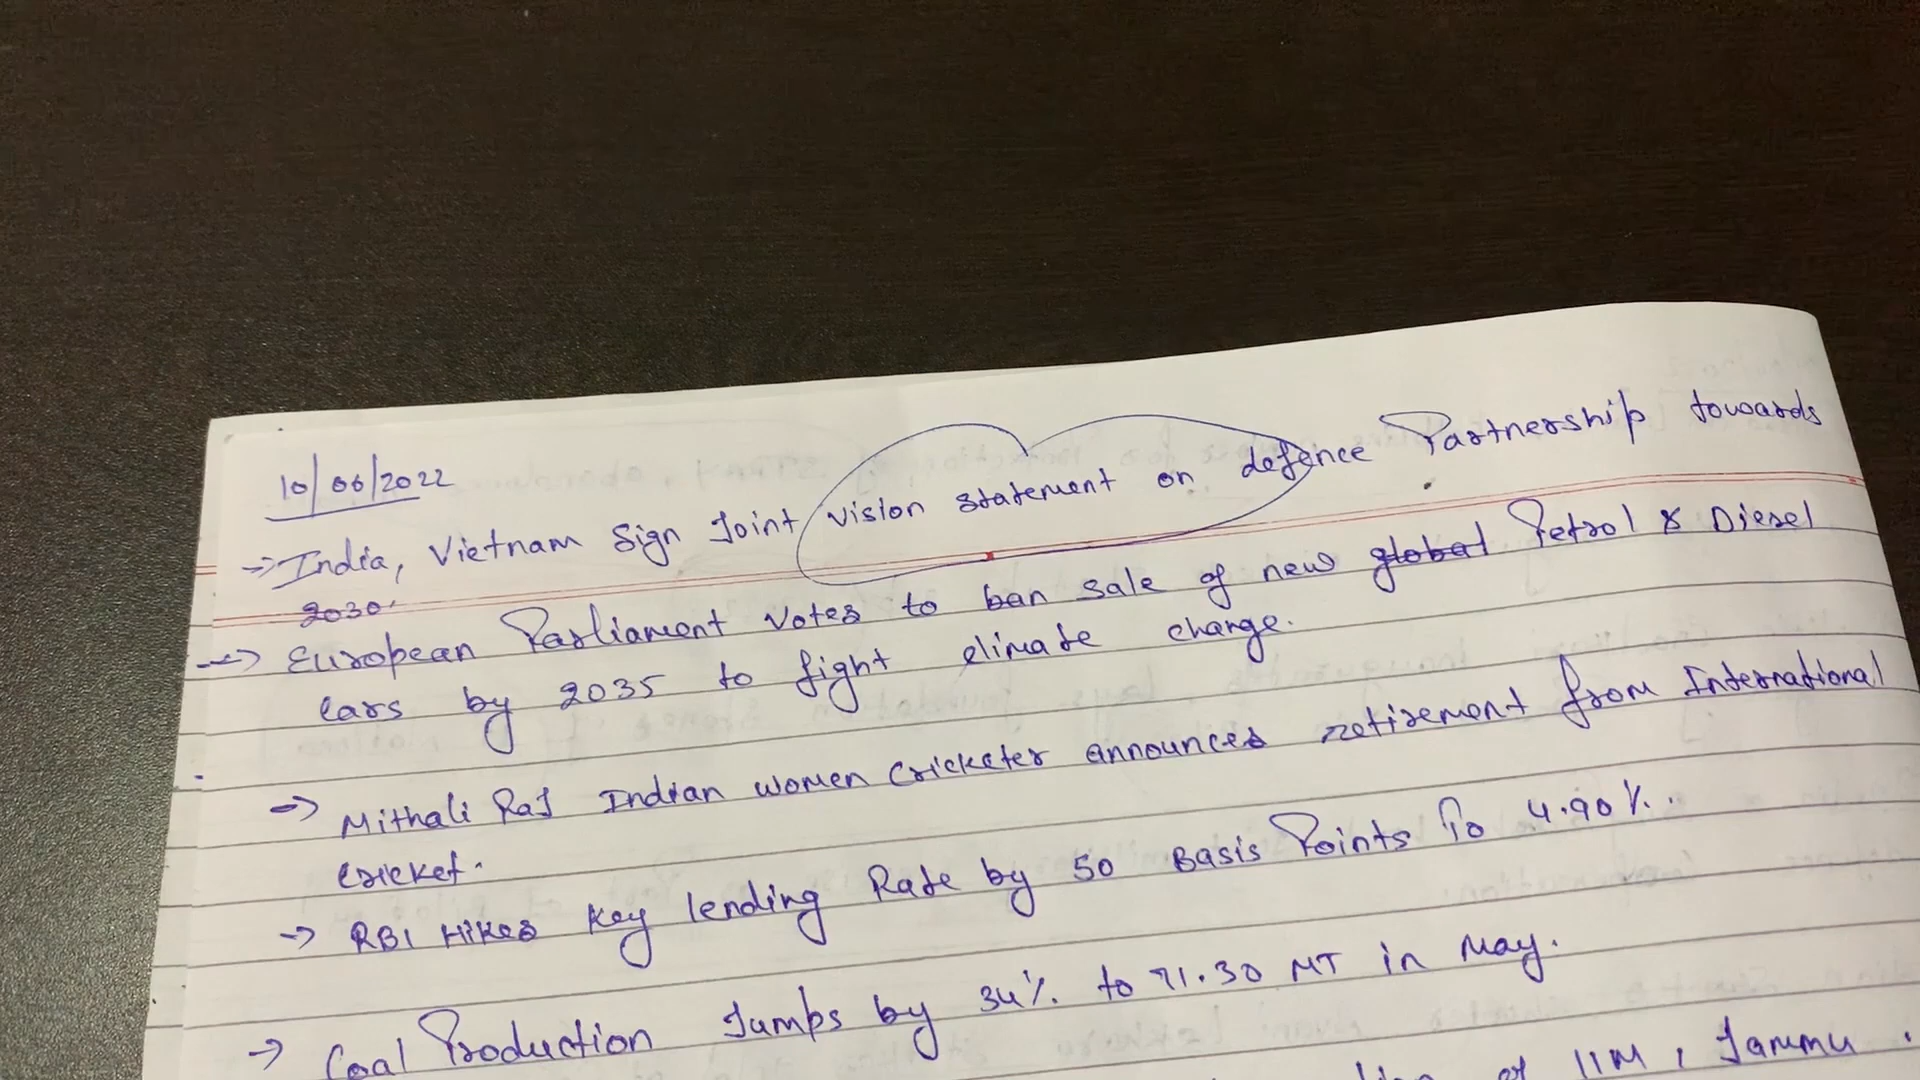 10/06/2022
→ India, Vietnam Sign Joint vision statement on defence Partnership towards
2030.
→ European Parliament votes to ban sale of new global Petrol & Diesel
cars by 2035 to fight climate change.
→ Mithali Raj Indian women cricketer announces retirement from International
cricket.
→ RBI Hikes key lending Rate by 50 Basis Points To 4.90%.
→ Coal Production Jumps by 34% to 71.30 MT in May.
of IIM, Jammu.